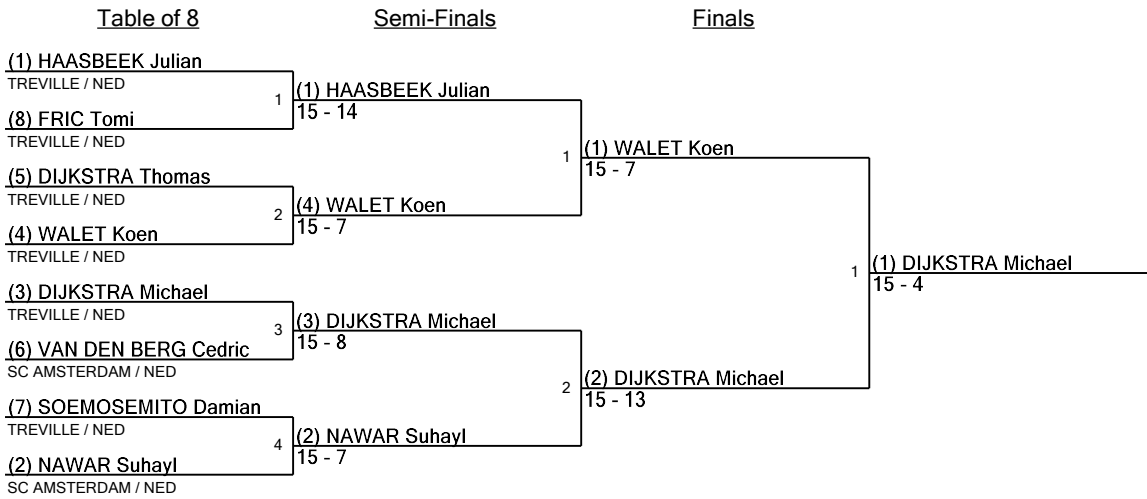 Table of 8
Semi-Finals
Finals
(1) HAASBEEK Julian
TREVILLE / NED
1
(1) HAASBEEK Julian
15 - 14
(8) FRIC Tomi
TREVILLE / NED
1
(1) WALET Koen
15 - 7
(5) DIJKSTRA Thomas
TREVILLE / NED
2
(4) WALET Koen
15 - 7
(4) WALET Koen
TREVILLE / NED
1
(1) DIJKSTRA Michael
15 - 4
(3) DIJKSTRA Michael
TREVILLE / NED
3
(3) DIJKSTRA Michael
15 - 8
(6) VAN DEN BERG Cedric
SC AMSTERDAM / NED
2
(2) DIJKSTRA Michael
15 - 13
(7) SOEMOSEMITO Damian
TREVILLE / NED
4
(2) NAWAR Suhayl
15 - 7
(2) NAWAR Suhayl
SC AMSTERDAM / NED